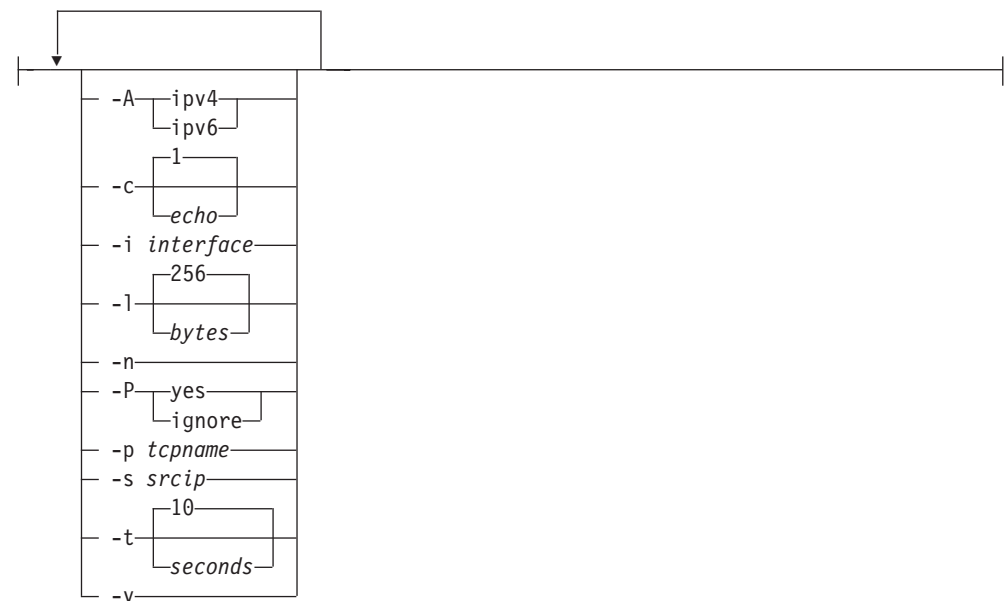 -A ipv4
ipv6
1
-c
echo
-i interface
256
-l
bytes
-n
-P yes
ignore
-p tcpname
-s srcip
10
-t
seconds
-v